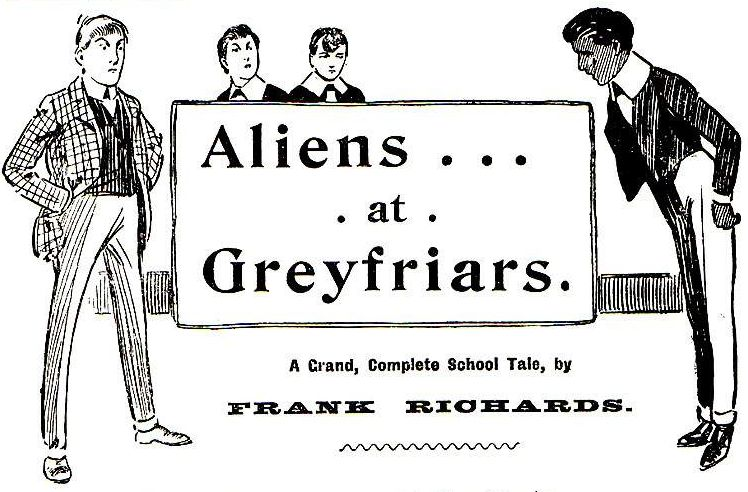 Aliens . . .
. at .
Greyfriars.
A Grand, Complete School Tale, by
FRANK RICHARDS.